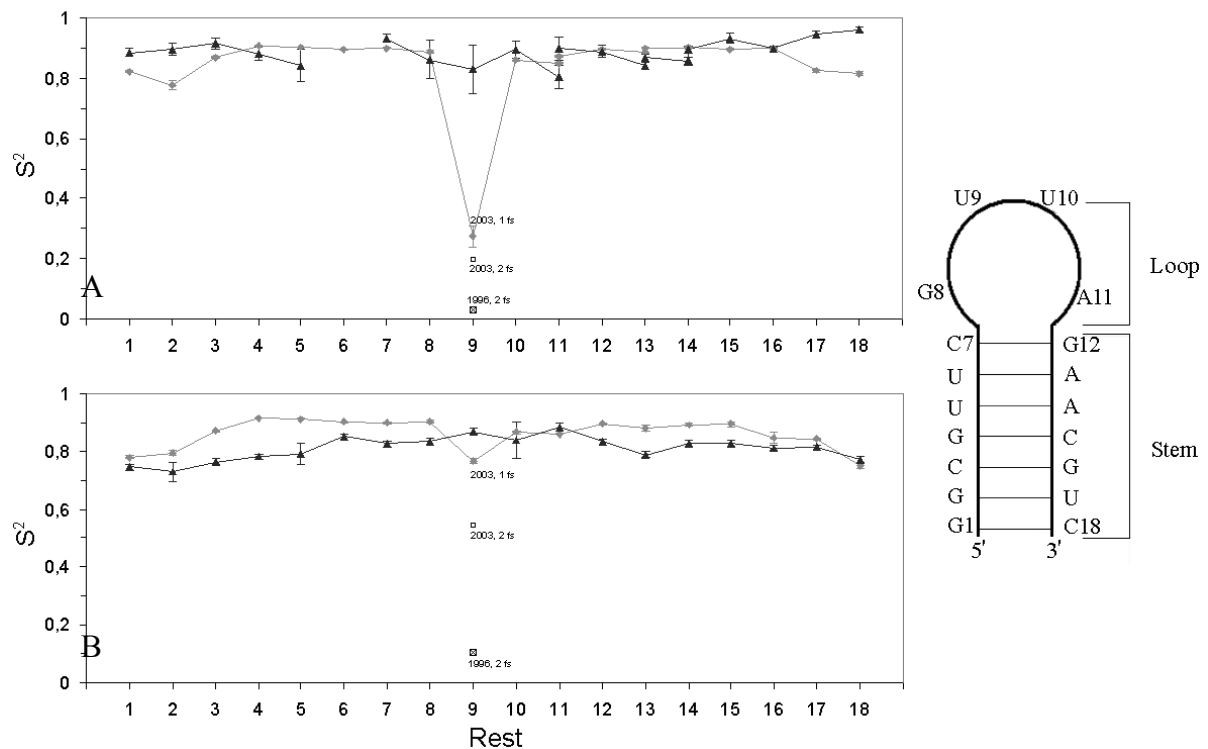 1
0,8
0,6
S²
0,4
0,2
0
A
2003, 1 fs
2003, 2 fs
1996, 2 fs
1 2 3 4 5 6 7 8 9 10 11 12 13 14 15 16 17 18
1
0,8
0,6
S²
0,4
0,2
0
B
2003, 1 fs
2003, 2 fs
1996, 2 fs
1 2 3 4 5 6 7 8 9 10 11 12 13 14 15 16 17 18
Rest
U9 U10
G8 A11
Loop
C7 G12
U A
U A
G C
C G
G U
G1 C18
5' 3'
Stem